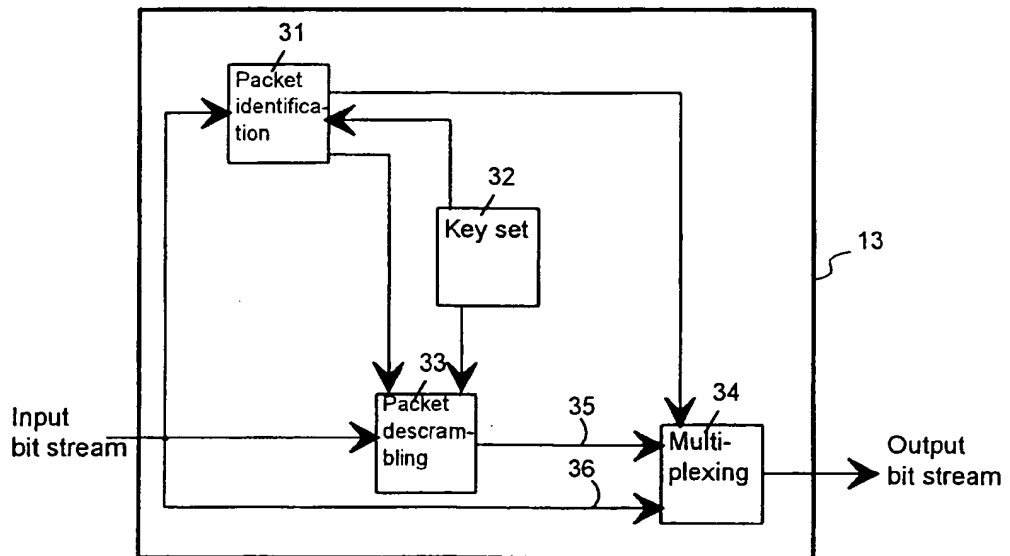 31
Packet
identifica-
tion
32
Key set
13
33
Packet
descram-
bling
35
34
Multi-
plexing
36
Input
bit stream
Output
bit stream